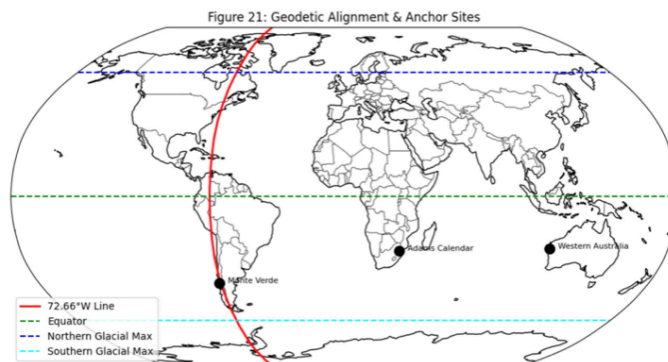 Figure 21: Geodetic Alignment & Anchor Sites
Adams Calendar
Western Australia
Monte Verde
72.66°W Line
Equator
Northern Glacial Max
Southern Glacial Max